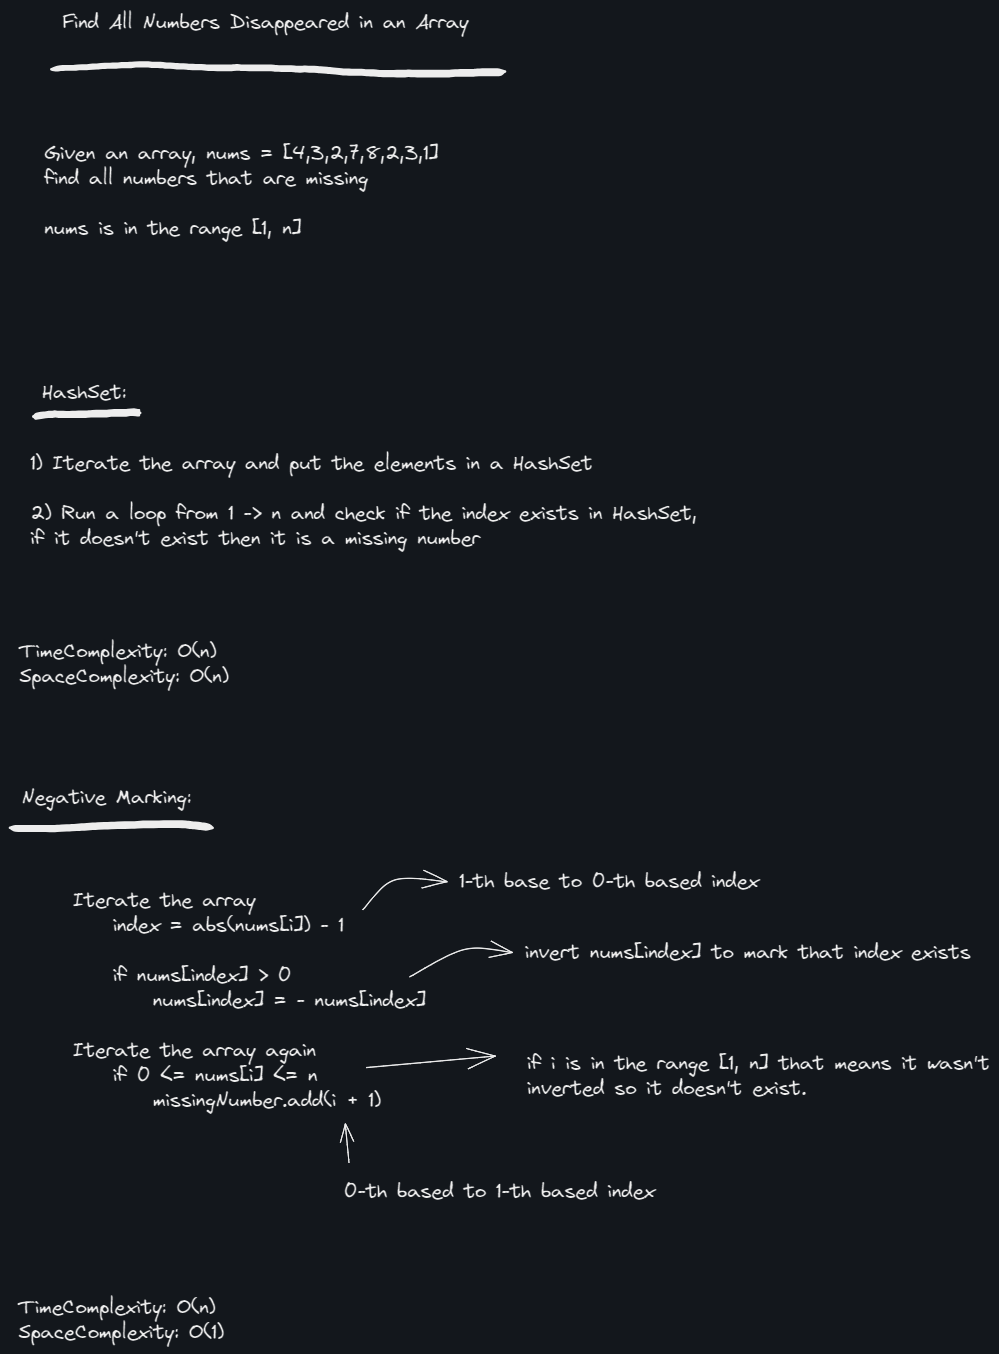 Find All Numbers Disappeared in an Array
Given an array, nums = [4,3,2,7,8,2,3,1]
find all numbers that are missing
nums is in the range [1, n]
HashSet:
1) Iterate the array and put the elements in a HashSet
2) Run a loop from 1 -> n and check if the index exists in HashSet,
if it doesn't exist then it is a missing number
TimeComplexity: O(n)
SpaceComplexity: O(n)
Negative Marking:
1-th base to 0-th based index
Iterate the array
index = abs(nums[i]) - 1
invert nums[index] to mark that index exists
if nums[index] > 0
nums[index] = - nums[index]
Iterate the array again
if 0 <= nums[i] <= n
missingNumber.add(i + 1)
if i is in the range [1, n] that means it wasn't
inverted so it doesn't exist.
0-th based to 1-th based index
TimeComplexity: O(n)
SpaceComplexity: O(1)